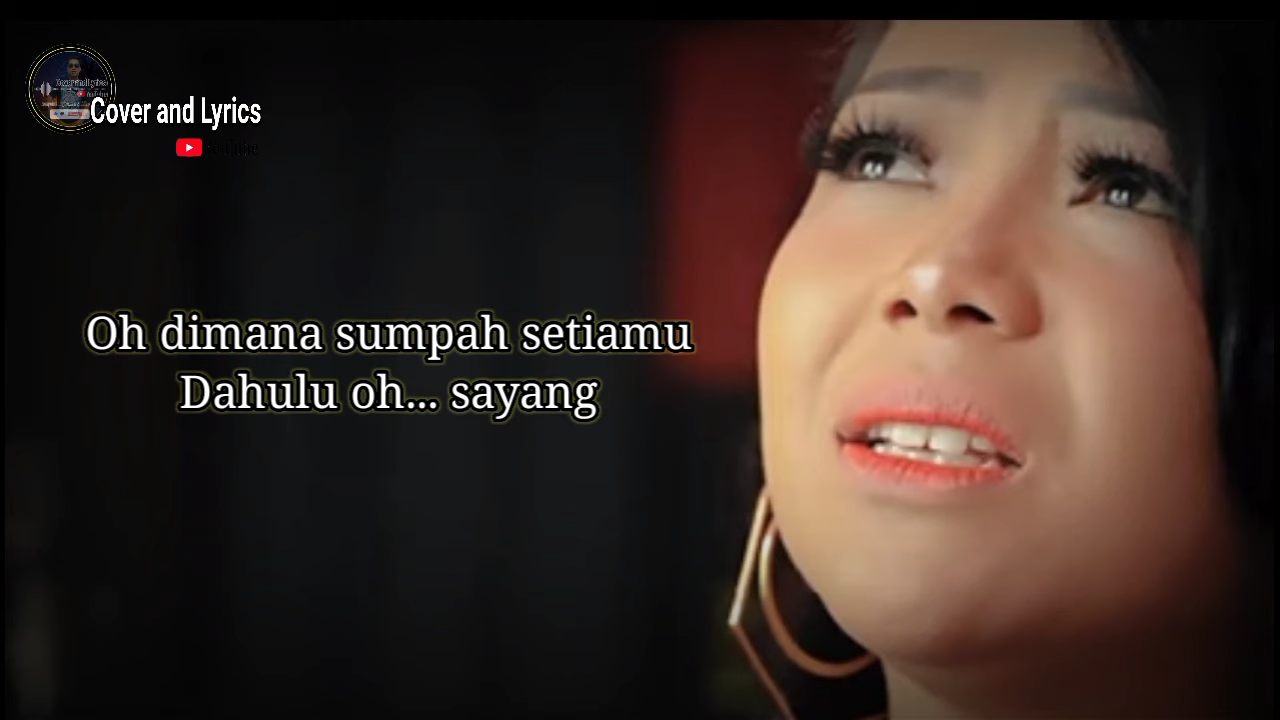 Cover and Lyrics
Oh dimana sumpah setiamu
Dahulu oh... sayang